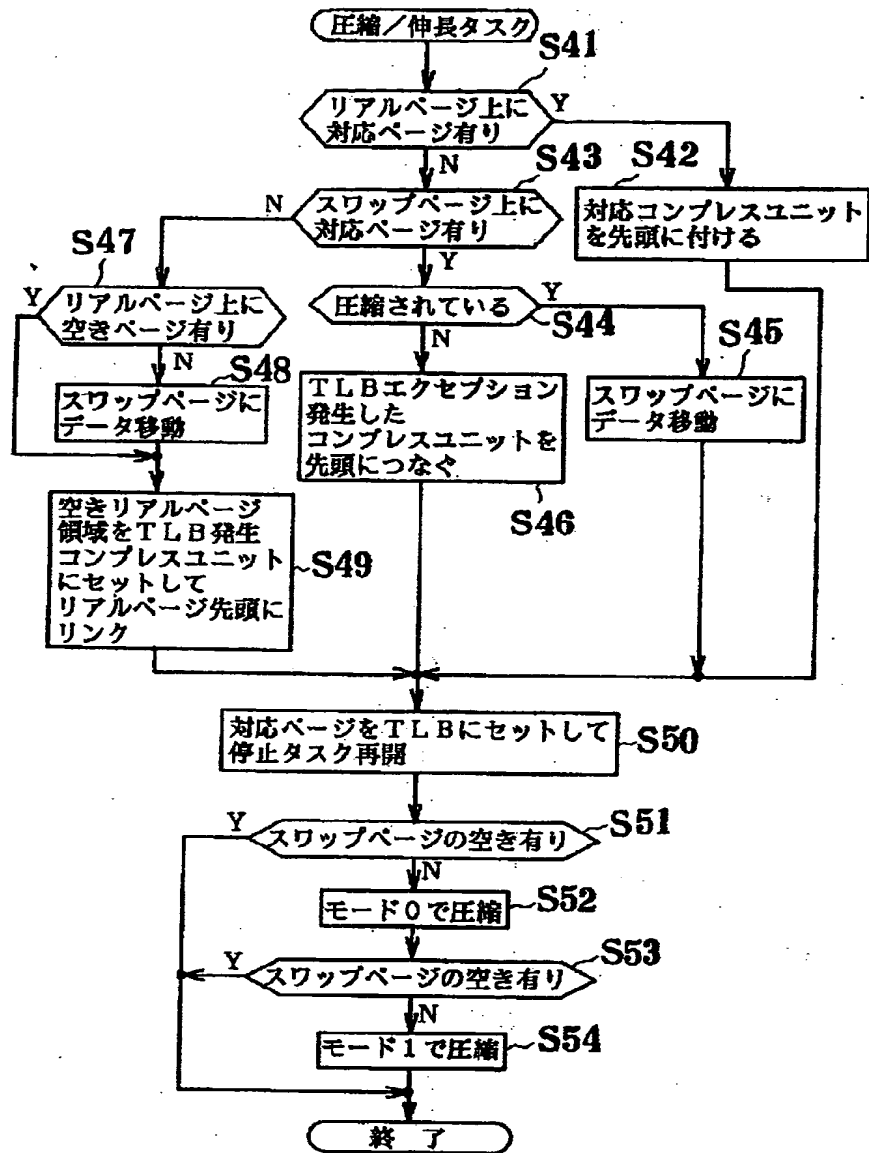 圧縮／伸長タスク
S41
リアルページ上に
対応ページ有り
Y
N
S42
対応コンプレスユニット
を先頭に付ける
S43
スワップページ上に
対応ページ有り
N
Y
S47
リアルページ上に
空きページ有り
Y
N
圧縮されている
Y
S44
N
S48
スワップページに
データ移動
S45
スワップページに
データ移動
TLBエクセプション
発生した
コンプレスユニットを
先頭につなぐ
S46
空きリアルページ
領域をTLB発生
コンプレスユニット
にセットして
リアルページ先頭に
リンク
S49
対応ページをTLBにセットして
停止タスク再開
S50
スワップページの空き有り
S51
Y
N
モード0で圧縮
S52
スワップページの空き有り
S53
Y
N
モード1で圧縮
S54
終 了